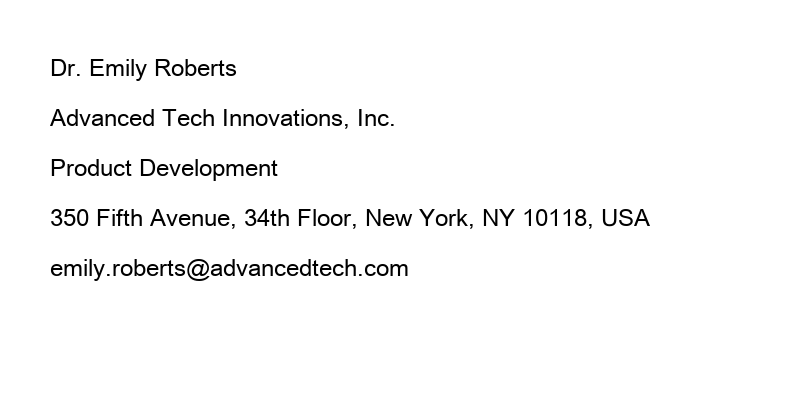 Dr. Emily Roberts
Advanced Tech Innovations, Inc.
Product Development
350 Fifth Avenue, 34th Floor, New York, NY 10118, USA
emily.roberts@advancedtech.com